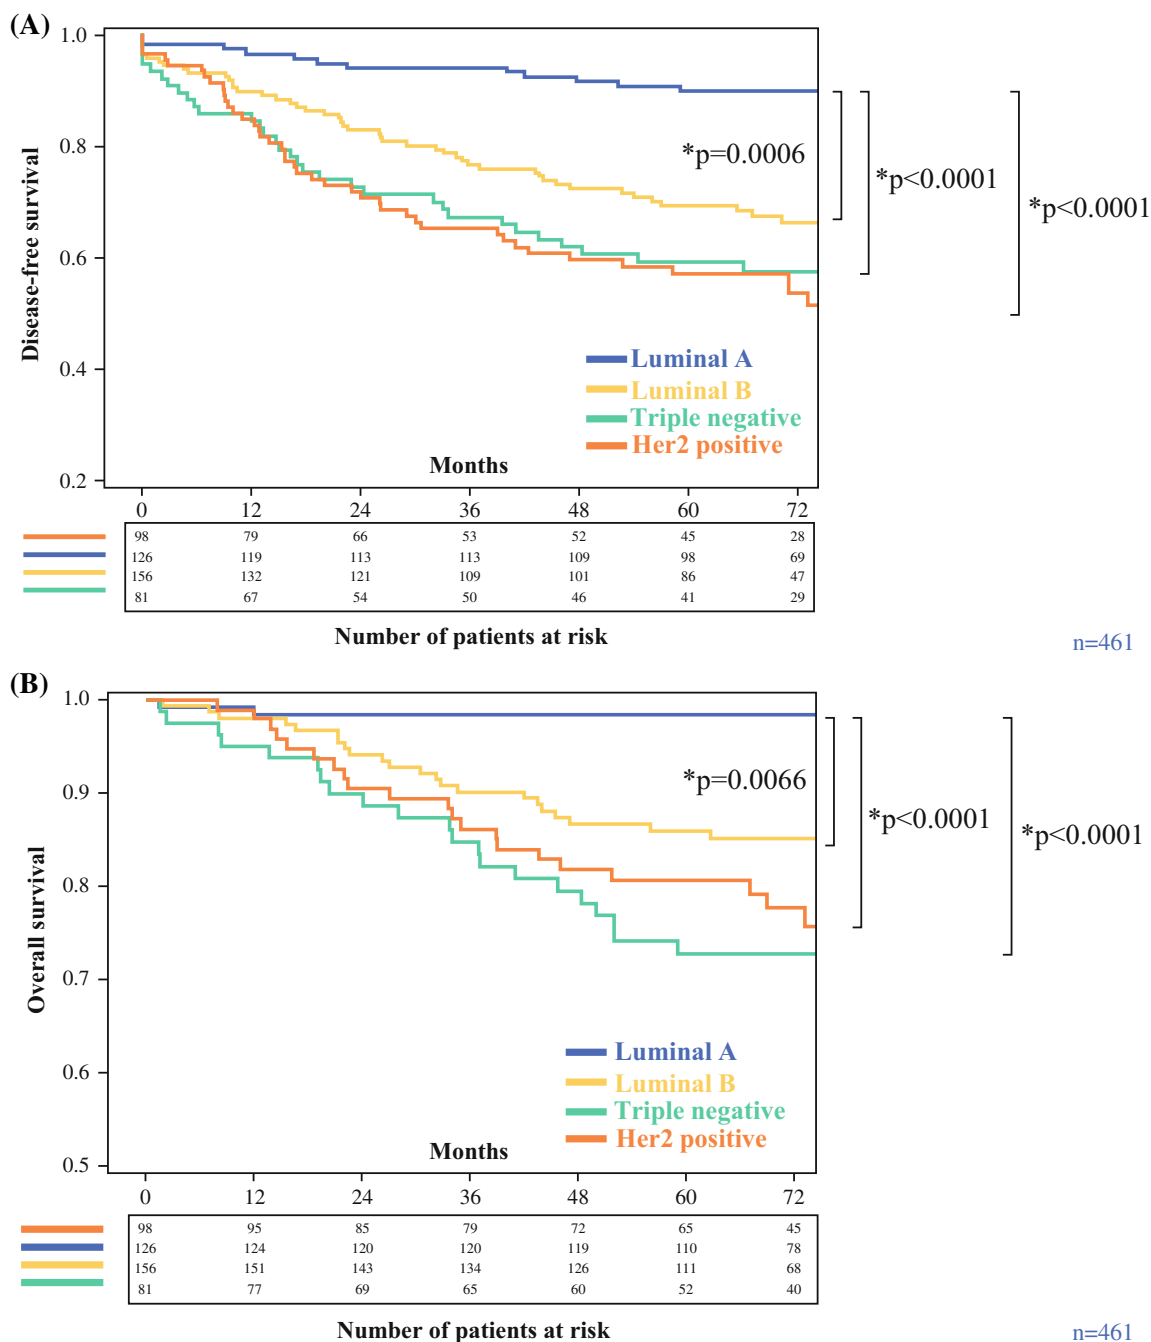 (A)
1.0
0.8
0.6
0.4
0.2
Disease-free survival
*p=0.0006
*p<0.0001
*p<0.0001
Luminal A
Luminal B
Triple negative
Her2 positive
Months
0 12 24 36 48 60 72
98 79 66 53 52 45 28
126 119 113 113 109 98 69
156 132 121 109 101 86 47
81 67 54 50 46 41 29
Number of patients at risk
n=461
(B)
1.0
0.9
0.8
0.7
0.6
0.5
Overall survival
*p=0.0066
*p<0.0001
*p<0.0001
Luminal A
Luminal B
Triple negative
Her2 positive
Months
0 12 24 36 48 60 72
98 95 85 79 72 65 45
126 124 120 120 119 110 78
156 151 143 134 126 111 68
81 77 69 65 60 52 40
Number of patients at risk
n=461